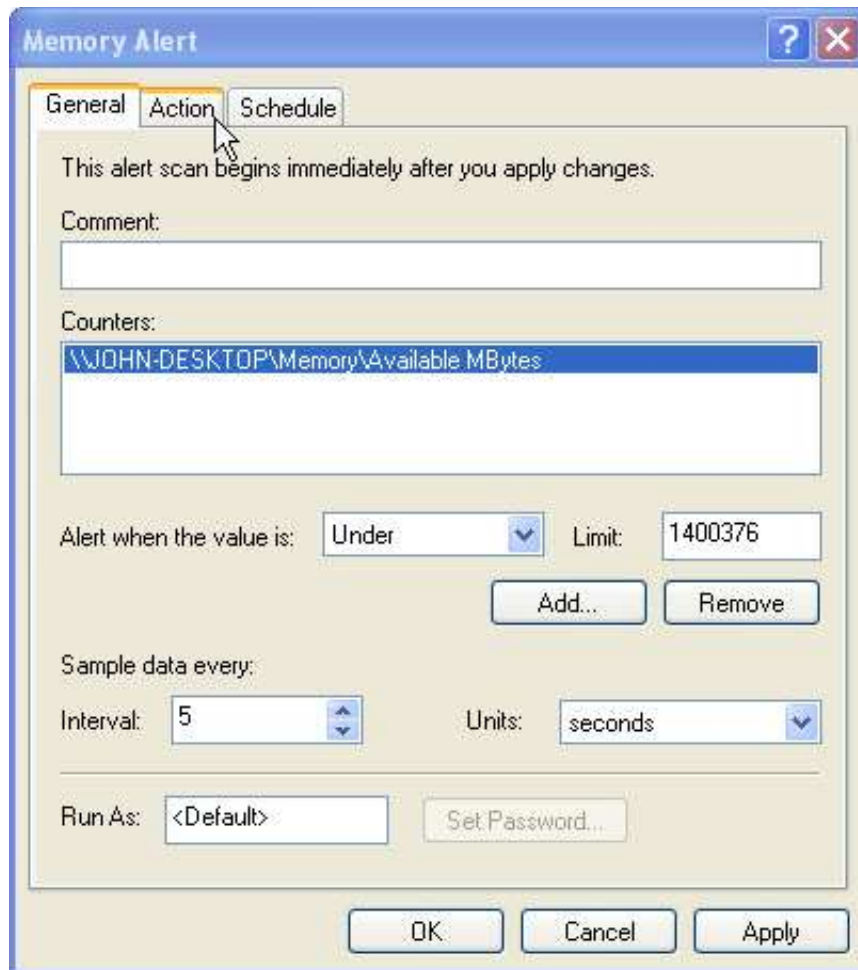 Memory Alert
General Action Schedule
This alert scan begins immediately after you apply changes.
Comment:
Counters:
\\JOHN-DESKTOP\Memory\Available MBytes
Alert when the value is: Under Limit: 1400376
Add... Remove
Sample data every:
Interval: 5 Units: seconds
Run As: <Default> Set Password...
OK Cancel Apply